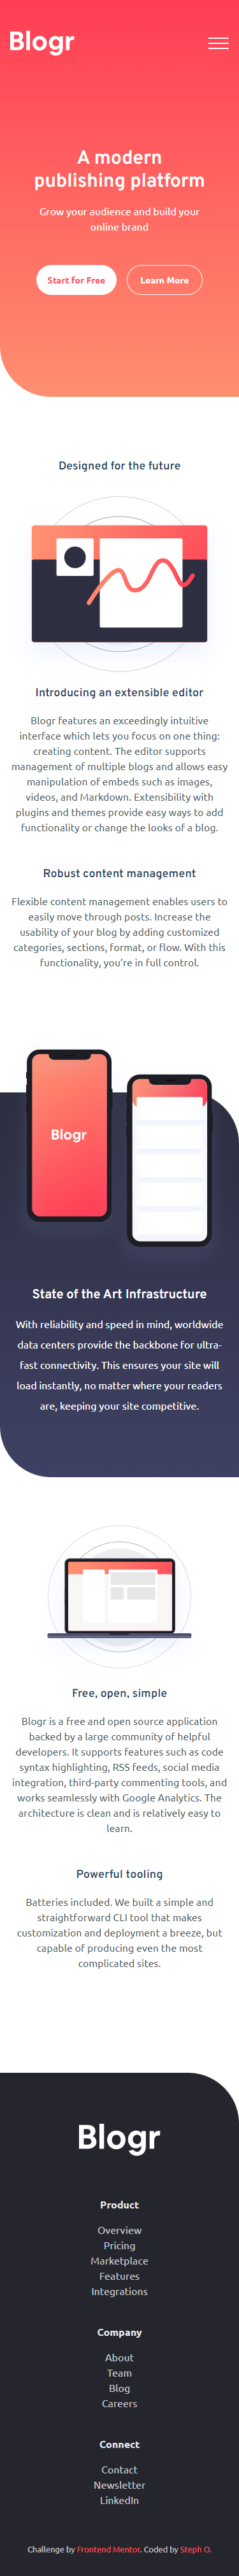 Blogr
A modern
publishing platform
Grow your audience and build your
online brand
Start for Free
Learn More
Designed for the future
Introducing an extensible editor
Blogr features an exceedingly intuitive
interface which lets you focus on one thing:
creating content. The editor supports
management of multiple blogs and allows easy
manipulation of embeds such as images,
videos, and Markdown. Extensibility with
plugins and themes provide easy ways to add
functionality or change the looks of a blog.
Robust content management
Flexible content management enables users to
easily move through posts. Increase the
usability of your blog by adding customized
categories, sections, format, or flow. With this
functionality, you’re in full control.
Blogr
State of the Art Infrastructure
With reliability and speed in mind, worldwide
data centers provide the backbone for ultra-
fast connectivity. This ensures your site will
load instantly, no matter where your readers
are, keeping your site competitive.
Free, open, simple
Blogr is a free and open source application
backed by a large community of helpful
developers. It supports features such as code
syntax highlighting, RSS feeds, social media
integration, third-party commenting tools, and
works seamlessly with Google Analytics. The
architecture is clean and is relatively easy to
learn.
Powerful tooling
Batteries included. We built a simple and
straightforward CLI tool that makes
customization and deployment a breeze, but
capable of producing even the most
complicated sites.
Blogr
Product
Overview
Pricing
Marketplace
Features
Integrations
Company
About
Team
Blog
Careers
Connect
Contact
Newsletter
LinkedIn
Challenge by Frontend Mentor. Coded by Steph O.